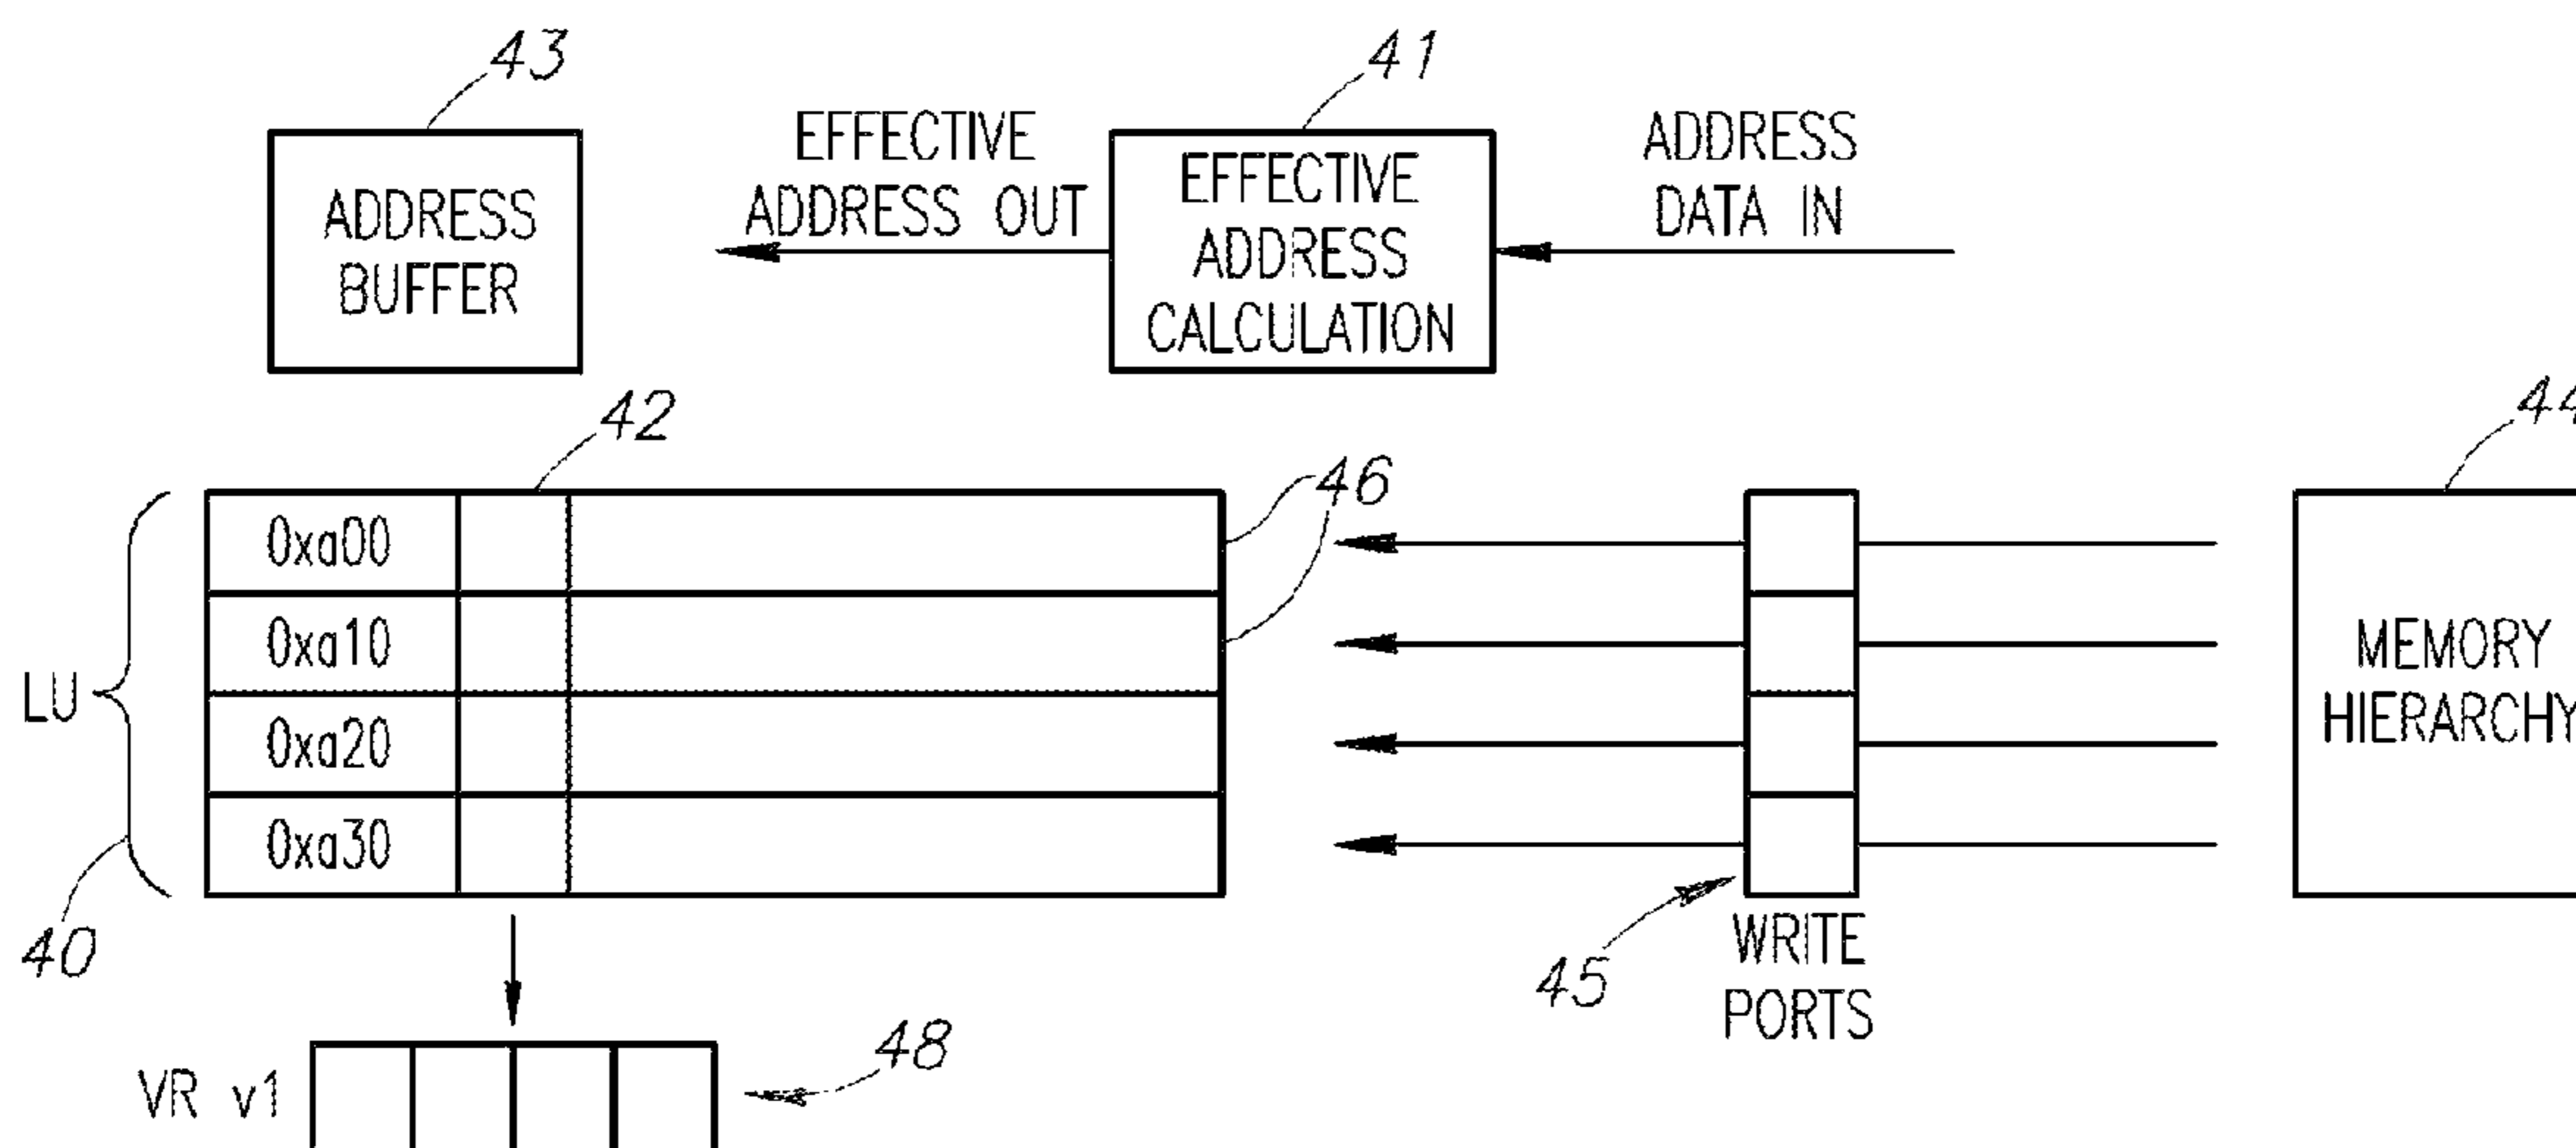 43
41
EFFECTIVE
ADDRESS OUT
ADDRESS
DATA IN
ADDRESS
BUFFER
EFFECTIVE
ADDRESS
CALCULATION
42
46
44
LU
0xa00
0xa10
0xa20
0xa30
MEMORY
HIERARCHY
40
45
WRITE
PORTS
VR v1
48